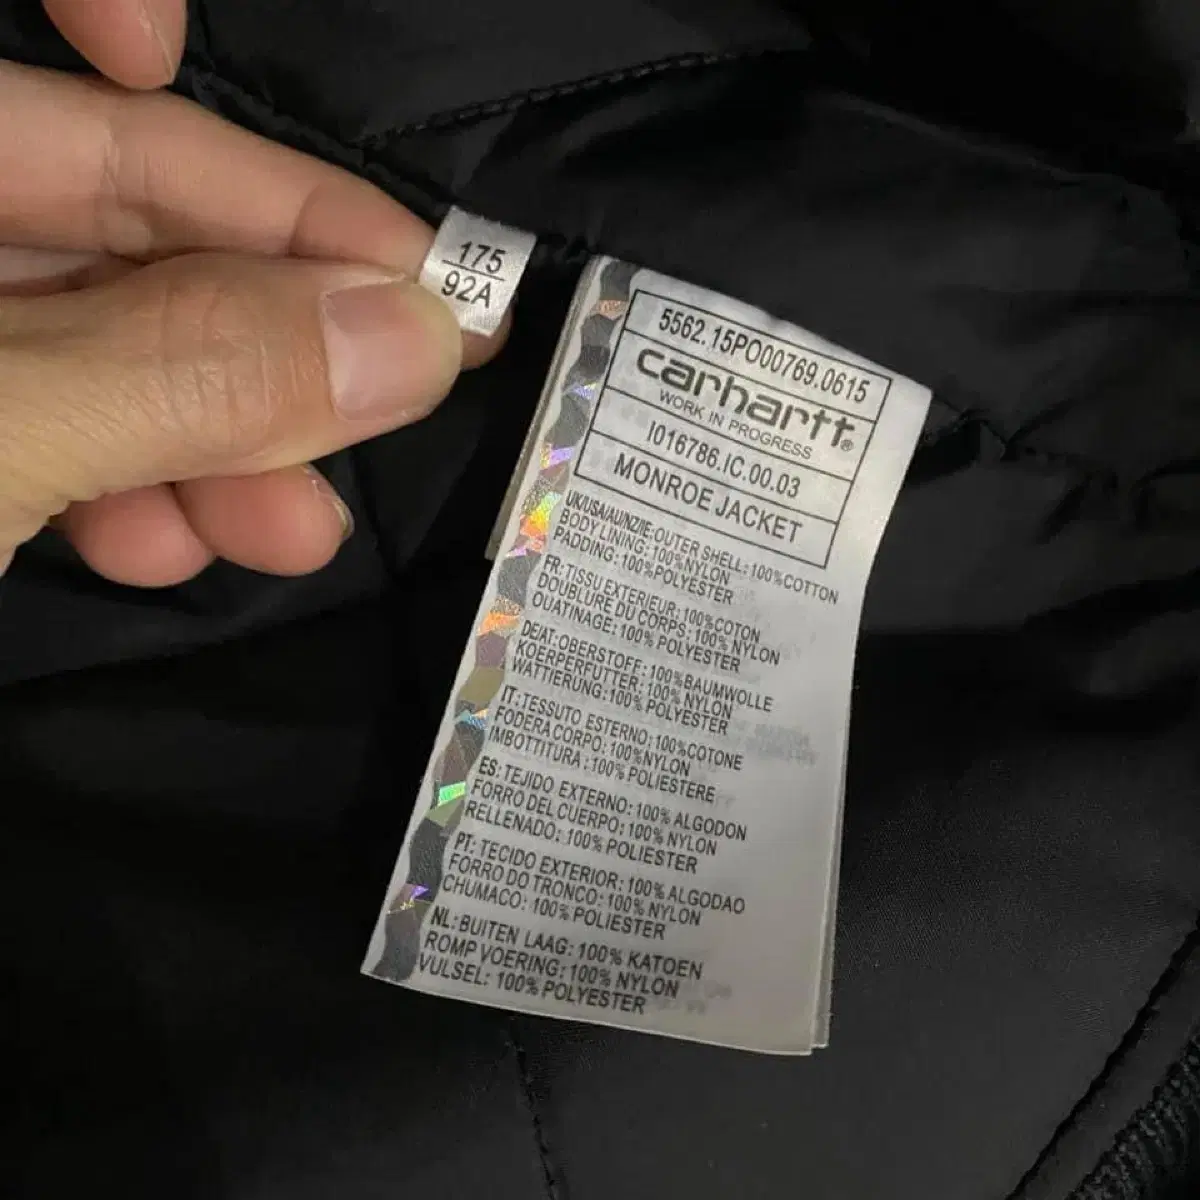 175
92A
5562.15PO00769.0615
carhartt®
WORK IN PROGRESS
I016786.IC.00.03
MONROE JACKET
UK/USA/AU/NZ/IE:OUTER SHELL:100%COTTON
BODY LINING:100%NYLON
PADDING:100%POLYESTER
FR:TISSU EXTERIEUR:100%COTON
DOUBLURE DU CORPS:100% NYLON
OUATINAGE:100% POLYESTER
DE/AT:OBERSTOFF:100%BAUMWOLLE
KOERPERFUTTER:100% NYLON
WATTIERUNG:100% POLYESTER
IT:TESSUTO ESTERNO:100%COTONE
FODERA CORPO:100%NYLON
IMBOTTITURA:100% POLIESTERE
ES:TEJIDO EXTERNO:100% ALGODON
FORRO DEL CUERPO:100% NYLON
RELLENADO:100% POLIESTER
PT:TECIDO EXTERIOR:100% ALGODAO
FORRO DO TRONCO:100% NYLON
CHUMACO:100% POLIESTER
NL:BUITEN LAAG:100% KATOEN
ROMP VOERING:100% NYLON
VULSEL:100% POLYESTER